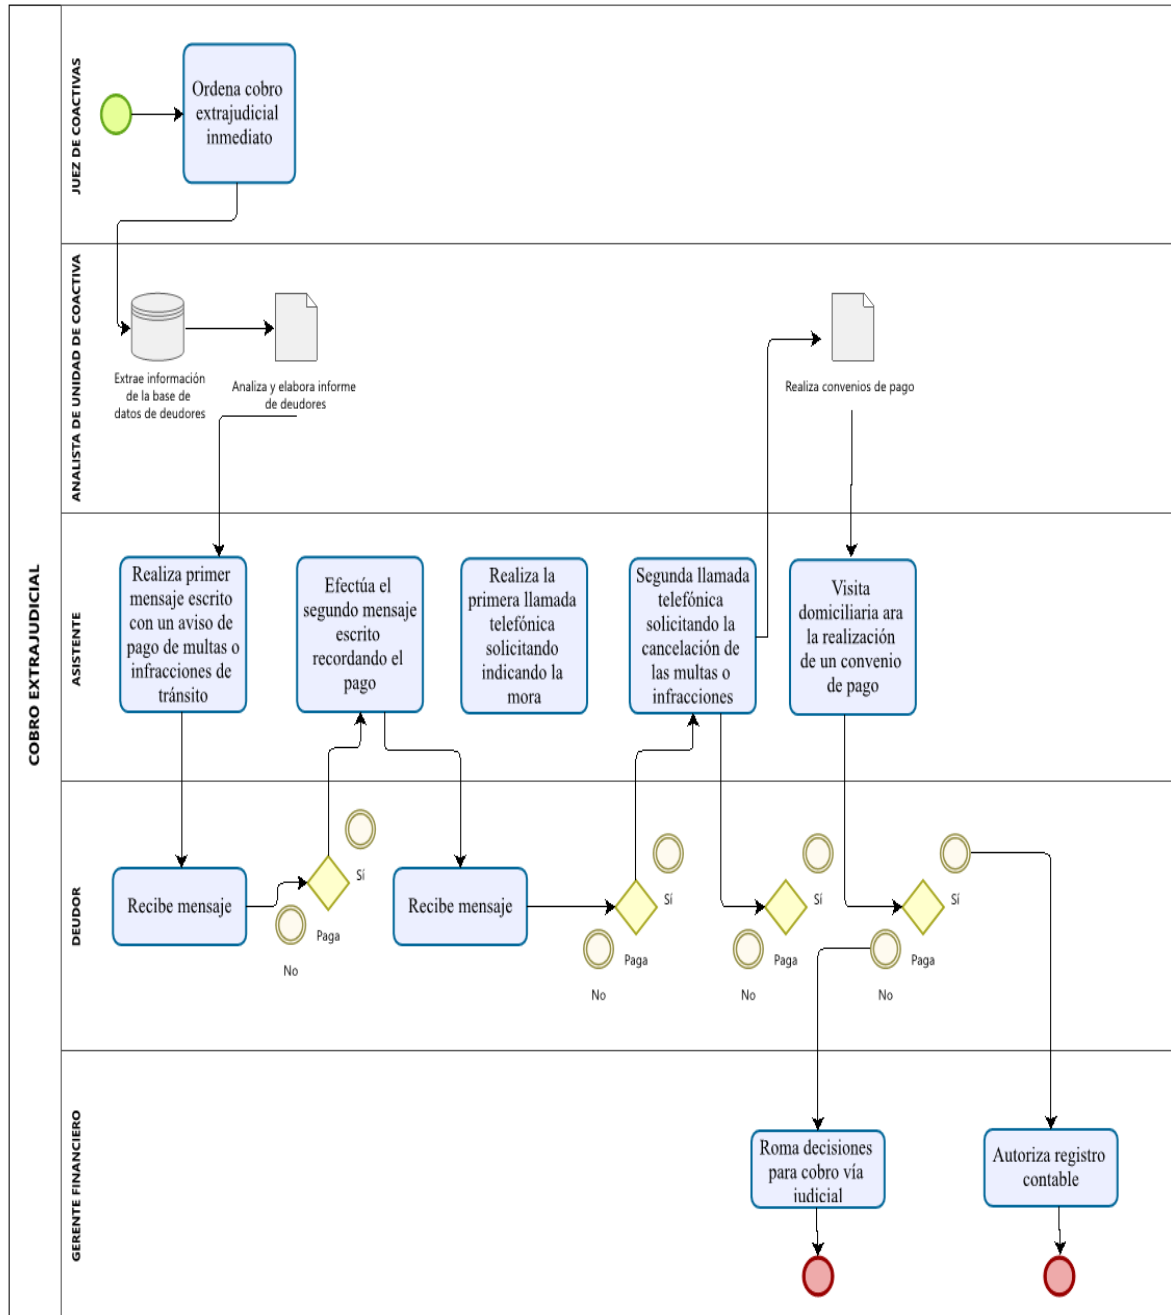 COBRO EXTRAJUDICIAL
JUEZ DE COACTIVAS
Ordena cobro
extrajudicial
inmediato
ANALISTA DE UNIDAD DE COACTIVA
Extrae información
de la base de
datos de deudores
Analiza y elabora informe
de deudores
Realiza convenios de pago
ASISTENTE
Realiza primer
mensaje escrito
con un aviso de
pago de multas o
infracciones de
tránsito
Efectúa el
segundo mensaje
escrito
recordando el
pago
Realiza la
primera llamada
telefónica
solicitando
indicando la
mora
Segunda llamada
telefónica
solicitando la
cancelación de
las multas o
infracciones
Visita
domiciliaria ara
la realización
de un convenio
de pago
DEUDOR
Recibe mensaje
Sí
Paga
No
Recibe mensaje
Sí
Paga
No
Sí
Paga
No
Sí
Paga
No
GERENTE FINANCIERO
Roma decisiones
para cobro vía
judicial
Autoriza registro
contable